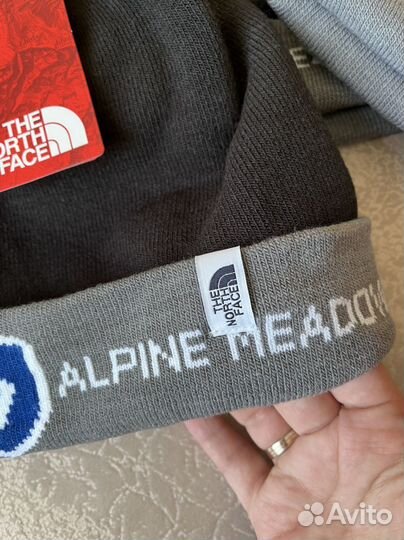 THE
NORTH
FACE
THE
NORTH
FACE
ALPINE MEADOW
Avito